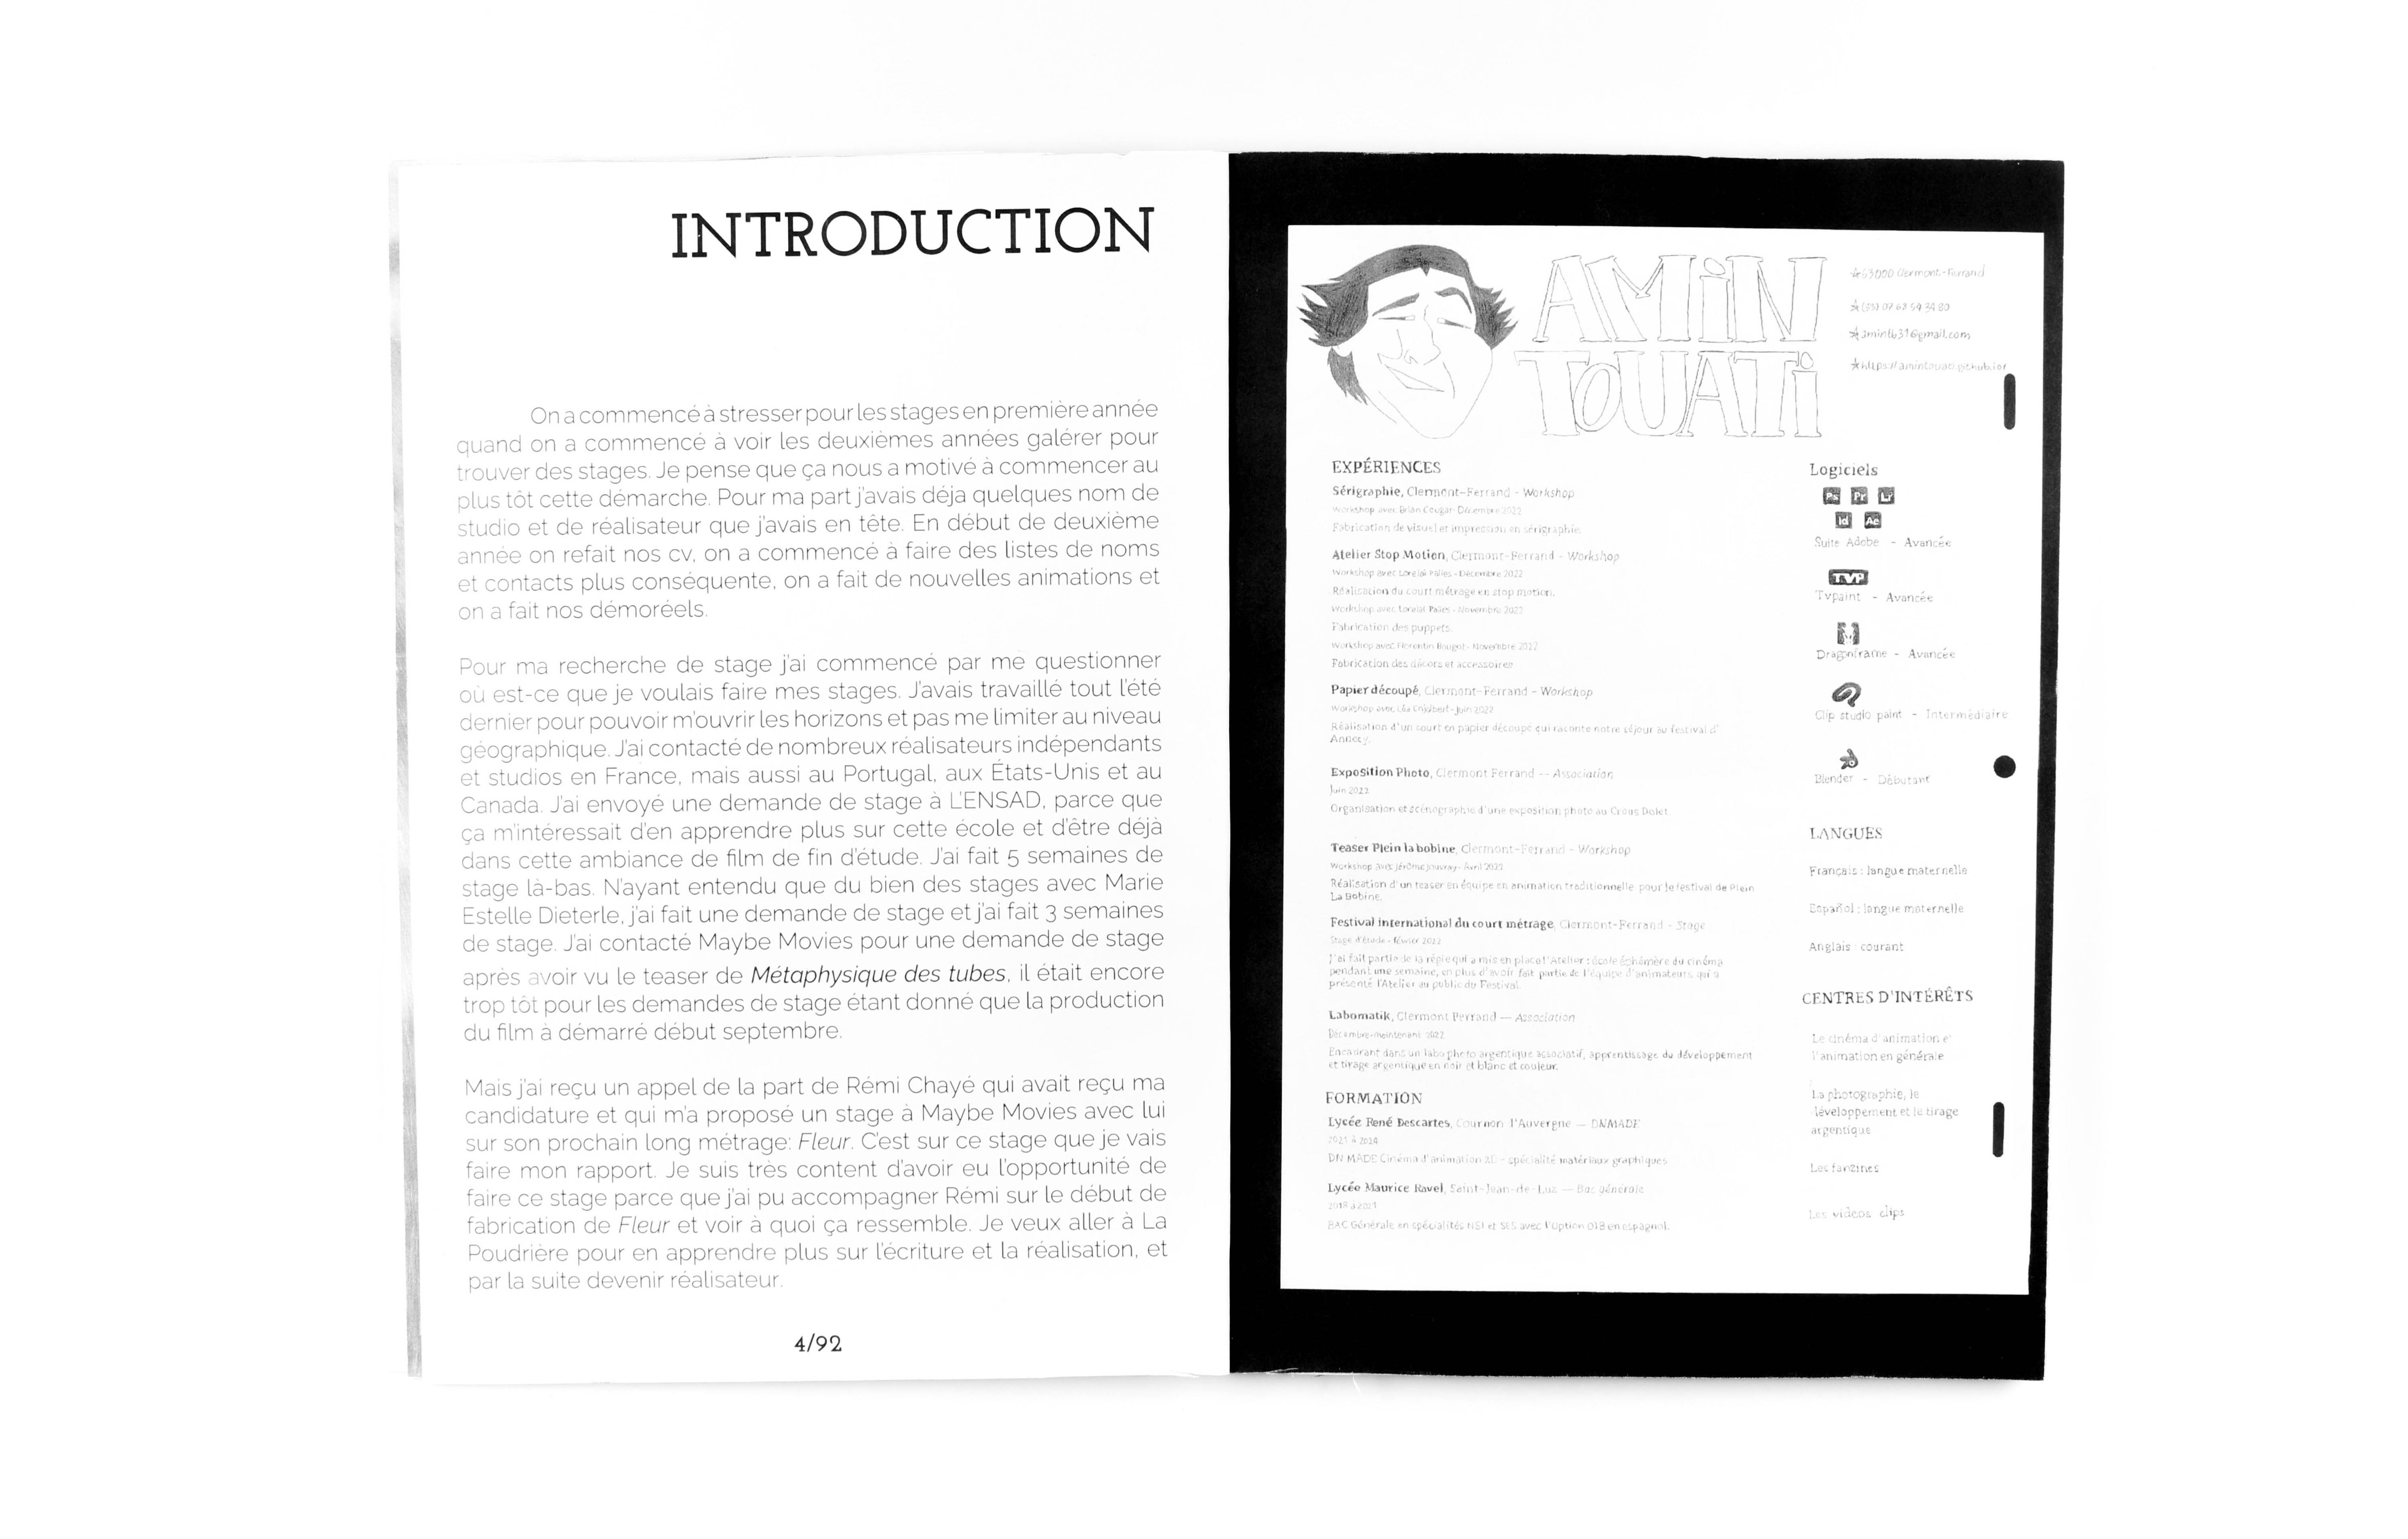 INTRODUCTION
On a commencé à stresser pour les stages en première année
quand on a commencé à voir les deuxièmes années galérer pour
trouver des stages. Je pense que ça nous a motivé à commencer au
plus tôt cette démarche. Pour ma part j'avais déja quelques nom de
studio et de réalisateur que j'avais en tête. En début de deuxième
année on refait nos cv, on a commencé à faire des listes de noms
et contacts plus conséquente, on a fait de nouvelles animations et
on a fait nos démoréels.
Pour ma recherche de stage j'ai commencé par me questionner
où est-ce que je voulais faire mes stages. J'avais travaillé tout l'été
dernier pour pouvoir m'ouvrir les horizons et pas me limiter au niveau
géographique. J'ai contacté de nombreux réalisateurs indépendants
et studios en France, mais aussi au Portugal, aux États-Unis et au
Canada. J'ai envoyé une demande de stage à L'ENSAD, parce que
ça m'intéressait d'en apprendre plus sur cette école et d'être déjà
dans cette ambiance de film de fin d'étude. J'ai fait 5 semaines de
stage là-bas. N'ayant entendu que du bien des stages avec Marie
Estelle Dieterle, j'ai fait une demande de stage et j'ai fait 3 semaines
de stage. J'ai contacté Maybe Movies pour une demande de stage
après avoir vu le teaser de Métaphysique des tubes, il était encore
trop tôt pour les demandes de stage étant donné que la production
du film à démarré début septembre.
Mais j'ai reçu un appel de la part de Rémi Chayé qui avait reçu ma
candidature et qui m'a proposé un stage à Maybe Movies avec lui
sur son prochain long métrage: Fleur. C'est sur ce stage que je vais
faire mon rapport. Je suis très content d'avoir eu l'opportunité de
faire ce stage parce que j'ai pu accompagner Rémi sur le début de
fabrication de Fleur et voir à quoi ça ressemble. Je veux aller à La
Poudrière pour en apprendre plus sur l'écriture et la réalisation, et
par la suite devenir réalisateur.
4/92
AMiN
TOUATi
63000 Clermont-Ferrand
(33) 07 68 59 34 80
amintb31@gmail.com
EXPÉRIENCES
Sérigraphie, Clermont-Ferrand - Workshop
Workshop avec Brian Cougar- Décembre 2022
Fabrication de visuel et impression en sérigraphie.
Atelier Stop Motion, Clermont-Ferrand - Workshop
Workshop avec Lorelaï Palies - Décembre 2022
Réalisation du court métrage en stop motion.
Workshop avec Lorelaï Palies - Novembre 2022
Fabrication des puppets.
Workshop avec Florentin Bougot- Novembre 2022
Fabrication des décors et accessoires
Papier découpé, Clermont-Ferrand - Workshop
Workshop avec Léa Enjalbert - Juin 2022
Réalisation d'un court en papier découpé qui raconte notre séjour au festival d'
Annecy.
Exposition Photo, Clermont Ferrand — Association
Juin 2022
Organisation et scénographie d'une exposition photo au Crous Dolet.
Teaser Plein la bobine, Clermont-Ferrand - Workshop
Workshop avec Jérôme Jouvray- Avril 2022
Réalisation d'un teaser en équipe en animation traditionnelle pour le festival de Plein
La Bobine.
Festival international du court métrage, Clermont-Ferrand - Stage
Stage d'étude - février 2022
J'ai fait partie de la régie qui a mis en place l'Atelier : école éphémère du cinéma
pendant une semaine, en plus d'avoir fait partie de l'équipe d'animateurs qui a
présenté l'Atelier au public du Festival.
Labomatik, Clermont Ferrand — Association
Décembre-maintenant 2022
Encadrant dans un labo photo argentique associatif, apprentissage du développement
et tirage argentique en noir et blanc et couleur.
FORMATION
Lycée René Descartes, Cournon d'Auvergne — DNMADE
2021 à 2024
DN MADE Cinéma d'animation 2D - spécialité matériaux graphiques
Lycée Maurice Ravel, Saint-Jean-de-Luz — Bac générale
2018 à 2021
BAC Générale en spécialités NSI et SES avec l'option OIB en espagnol.
Logiciels
Ps Pr Lr
Id Ae
Suite Adobe - Avancée
TVP
Tvpaint - Avancée
Dragonframe - Avancée
Clip studio paint - Intermédiaire
Blender - Débutant
LANGUES
Français : langue maternelle
Español : langue maternelle
Anglais courant
CENTRES D'INTÉRÊTS
Le cinéma d'animation et
l'animation en générale
La photographie, le
développement et le tirage
argentique
Les fanzines
Les videos clips